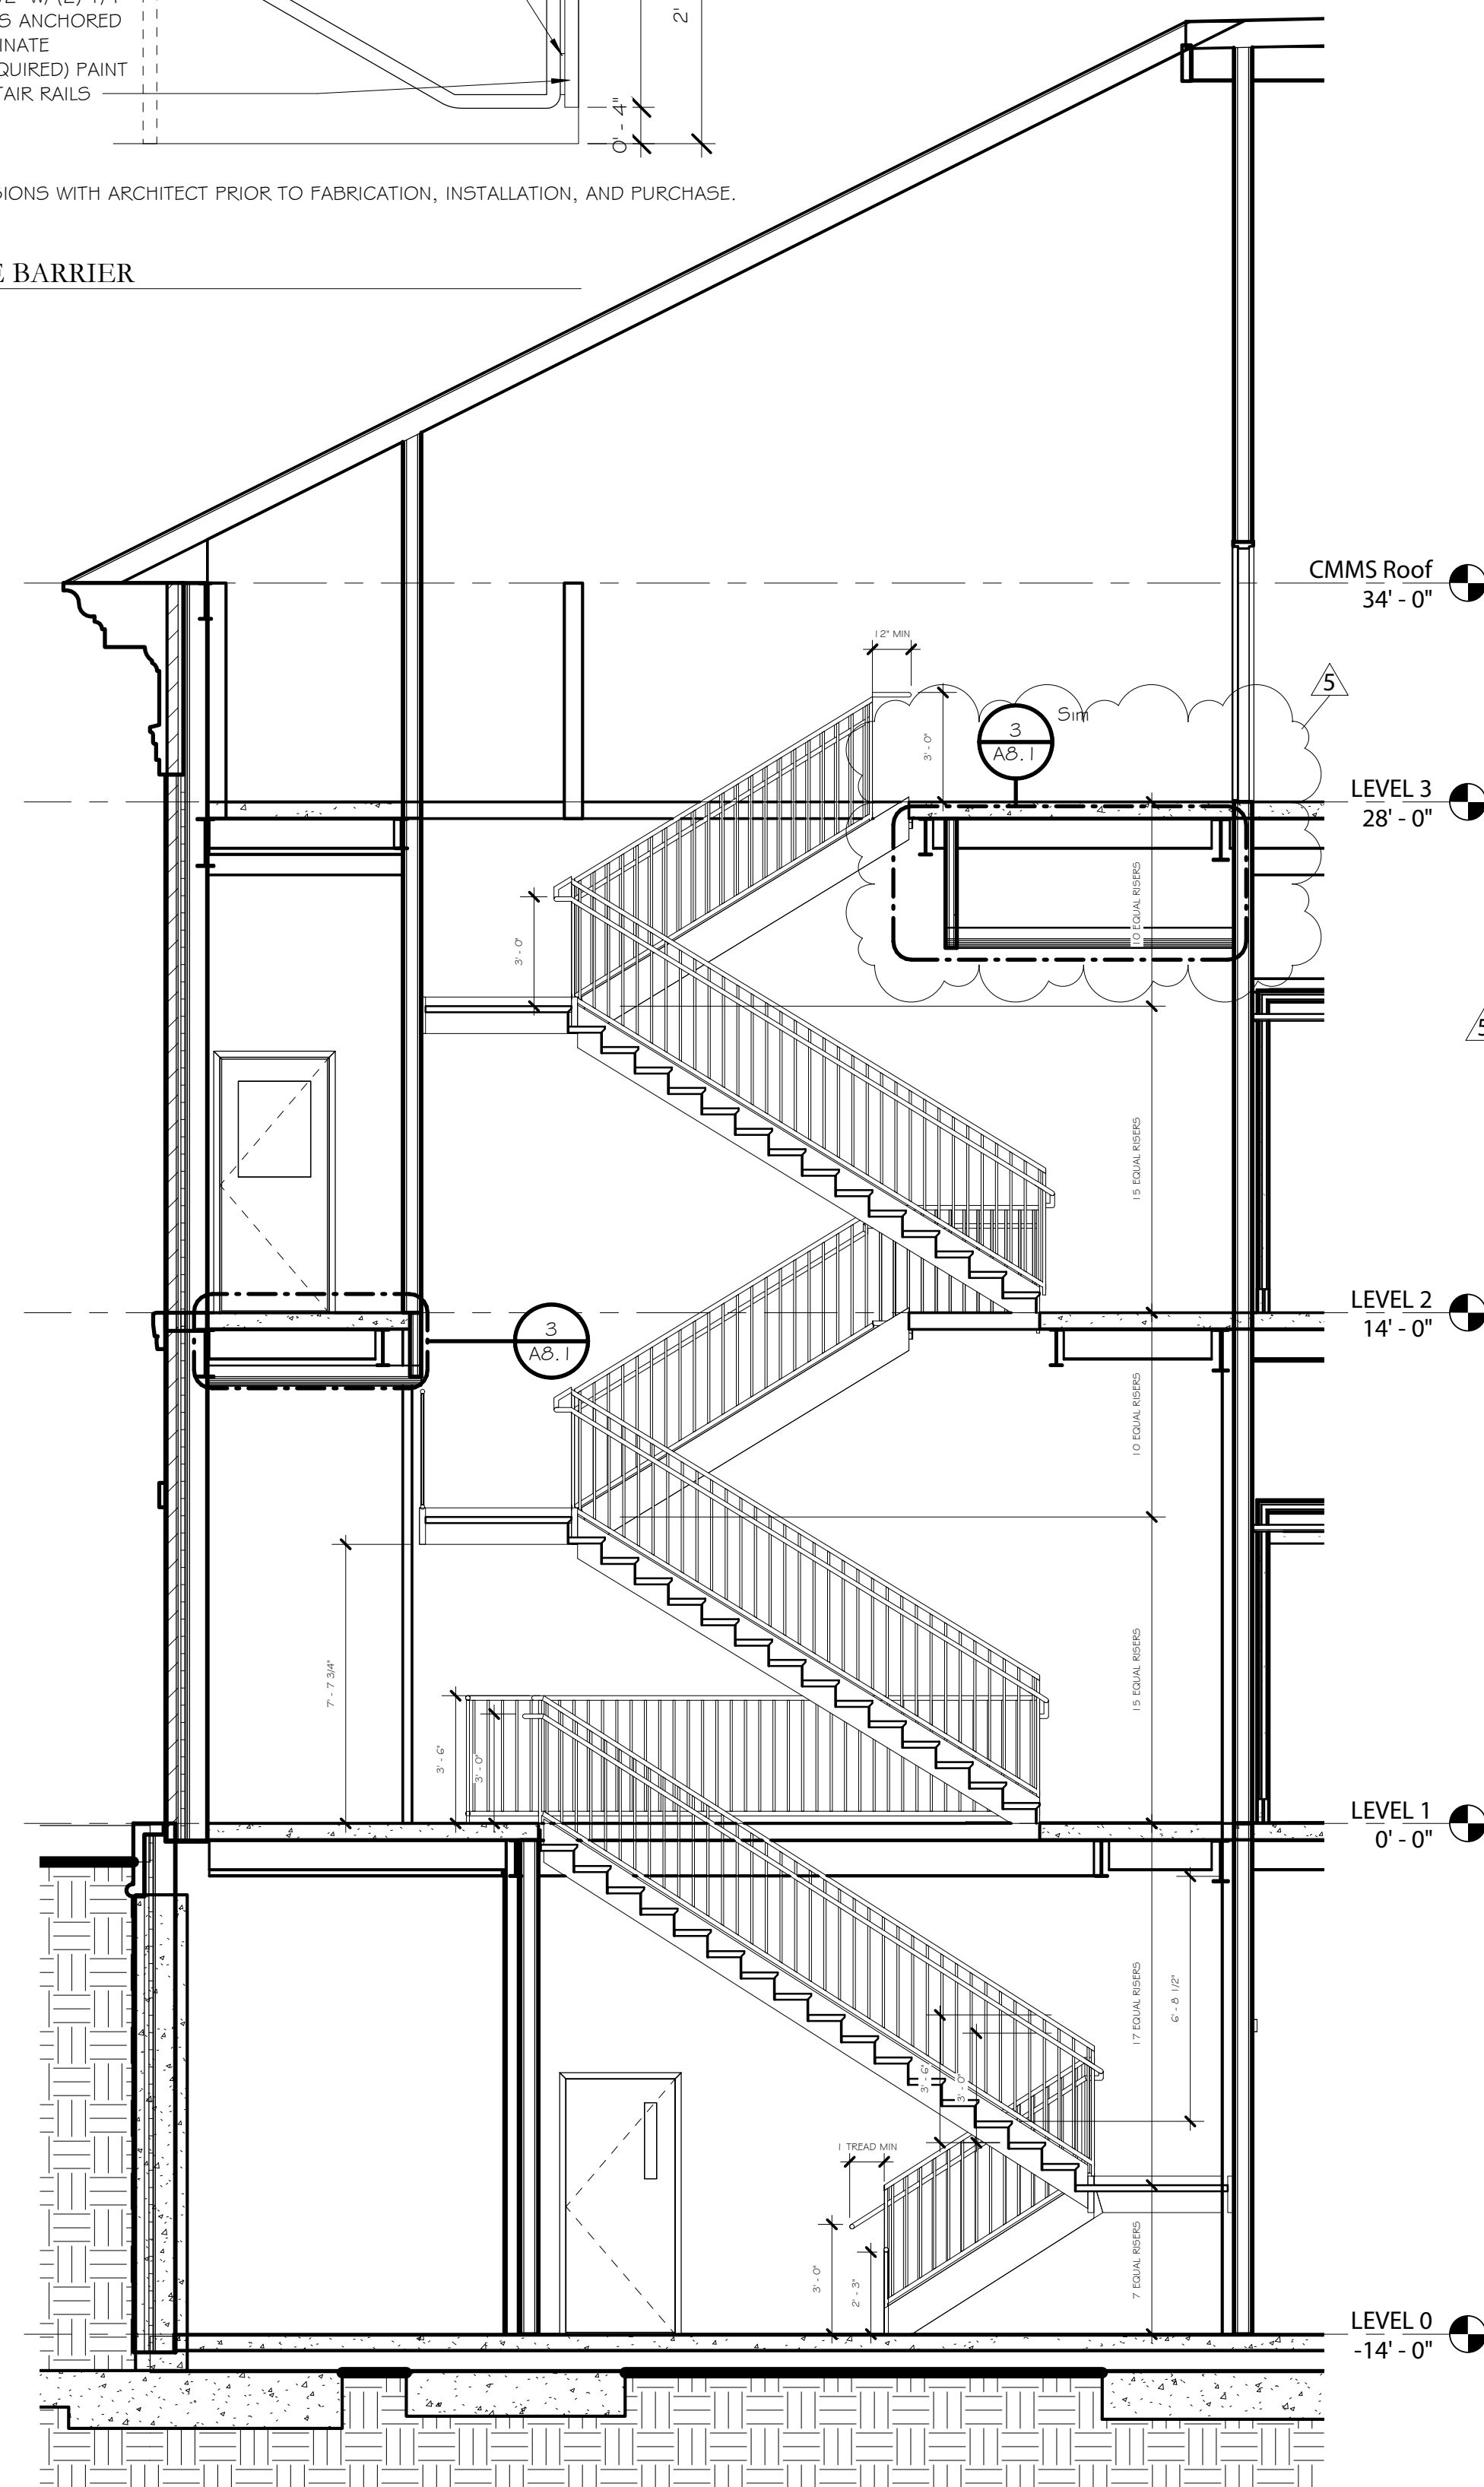 S ANCHORED
INATE
QUIRED) PAINT
TAIR RAILS
0' - 4"
2'
SIONS WITH ARCHITECT PRIOR TO FABRICATION, INSTALLATION, AND PURCHASE.
E BARRIER
CMMS Roof
34' - 0"
12" MIN
5
3
A8.1
Sim
3' - 0"
LEVEL 3
28' - 0"
10 EQUAL RISERS
3' - 0"
5
15 EQUAL RISERS
LEVEL 2
14' - 0"
3
A8.1
10 EQUAL RISERS
7' - 7 3/4"
15 EQUAL RISERS
3' - 6"
3' - 0"
LEVEL 1
0' - 0"
17 EQUAL RISERS
6' - 8 1/2"
3' - 6"
3' - 0"
1 TREAD MIN
3' - 0"
2' - 3"
7 EQUAL RISERS
LEVEL 0
-14' - 0"